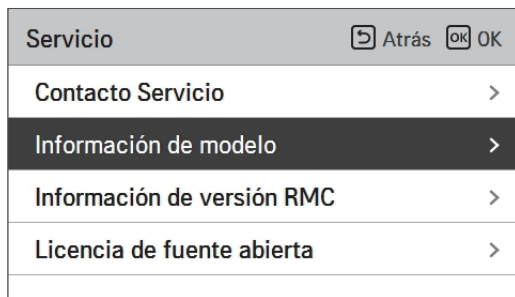 Servicio Atrás OK OK
Contacto Servicio >
Información de modelo >
Información de versión RMC >
Licencia de fuente abierta >